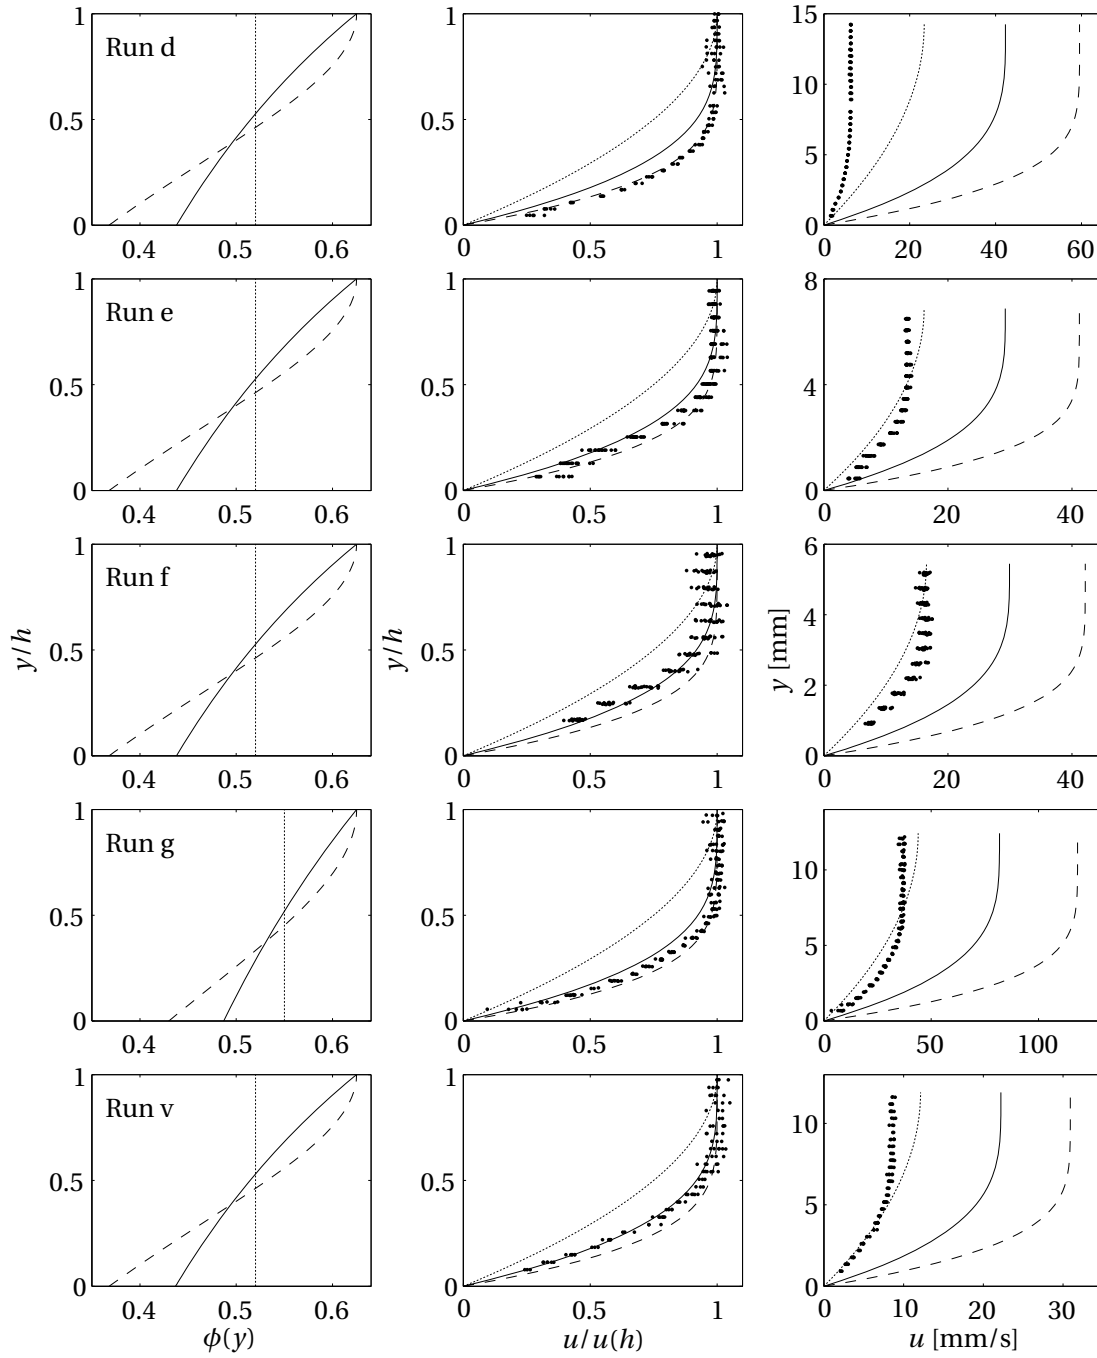 1 1 15
Run d
10
0.5 0.5
5
0 0 0
0.4 0.5 0.6 0 0.5 1 0 20 40 60
1 1 8
Run e
0.5 0.5 4
0 0 0
0.4 0.5 0.6 0 0.5 1 0 20 40
1 1 6
Run f
4
y/h y/h y [mm]
0.5 0.5
2
0 0 0
0.4 0.5 0.6 0 0.5 1 0 20 40
1 1
Run g
10
0.5 0.5
5
0 0 0
0.4 0.5 0.6 0 0.5 1 0 50 100
1 1
Run v
10
0.5 0.5
5
0 0 0
0.4 0.5 0.6 0 0.5 1 0 10 20 30
ϕ(y) u/u(h) u [mm/s]